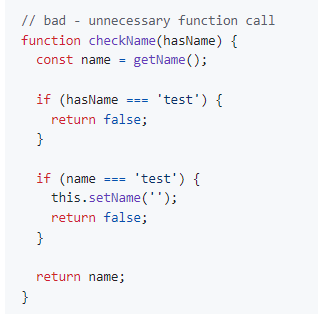 // bad - unnecessary function call
function checkName(hasName) {
  const name = getName();

  if (hasName === 'test') {
    return false;
  }

  if (name === 'test') {
    this.setName('');
    return false;
  }

  return name;
}